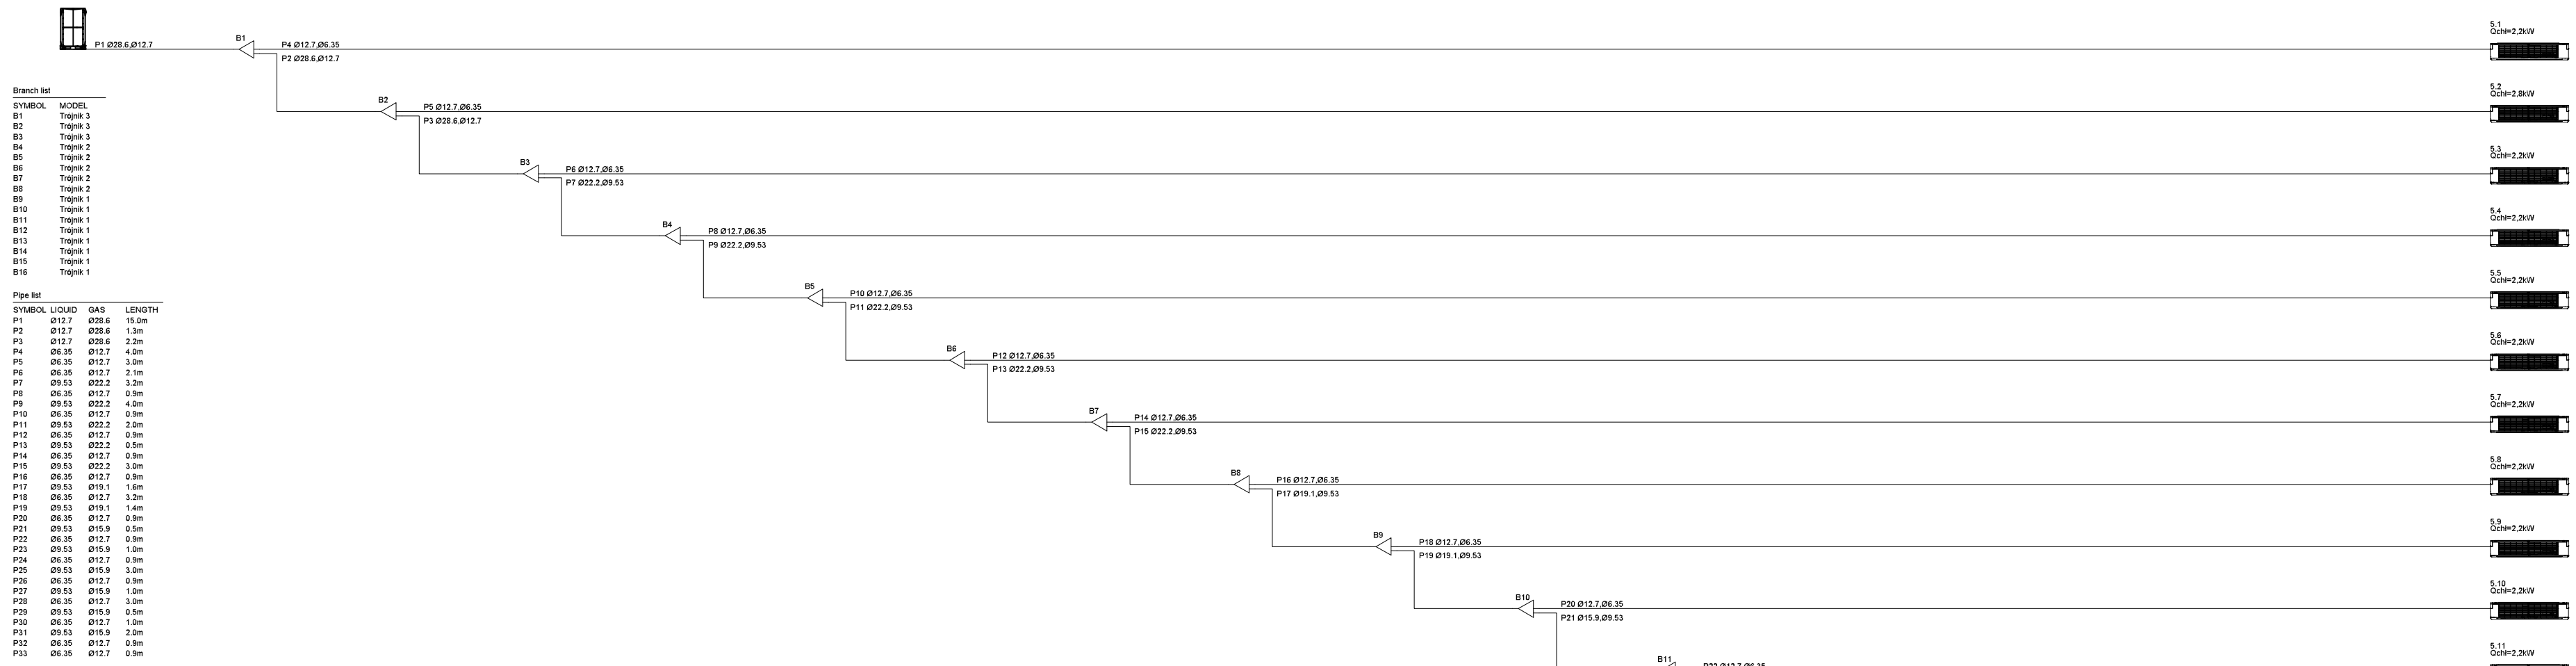 5.1
Qchł=2,2kW
B1
P1 Ø28.6,Ø12.7
P4 Ø12.7,Ø6.35
P2 Ø28.6,Ø12.7
5.2
Qchł=2,8kW
B2
P5 Ø12.7,Ø6.35
P3 Ø28.6,Ø12.7
Branch list
SYMBOL MODEL
B1 Trójnik 3
B2 Trójnik 3
B3 Trójnik 3
B4 Trójnik 2
B5 Trójnik 2
B6 Trójnik 2
B7 Trójnik 2
B8 Trójnik 2
B9 Trójnik 1
B10 Trójnik 1
B11 Trójnik 1
B12 Trójnik 1
B13 Trójnik 1
B14 Trójnik 1
B15 Trójnik 1
B16 Trójnik 1
5.3
Qchł=2,2kW
B3
P6 Ø12.7,Ø6.35
P7 Ø22.2,Ø9.53
5.4
Qchł=2,2kW
B4
P8 Ø12.7,Ø6.35
P9 Ø22.2,Ø9.53
5.5
Qchł=2,2kW
B5
P10 Ø12.7,Ø6.35
P11 Ø22.2,Ø9.53
Pipe list
SYMBOL LIQUID GAS LENGTH
P1 Ø12.7 Ø28.6 15.0m
P2 Ø12.7 Ø28.6 1.3m
P3 Ø12.7 Ø28.6 2.2m
P4 Ø6.35 Ø12.7 4.0m
P5 Ø6.35 Ø12.7 3.0m
P6 Ø6.35 Ø12.7 2.1m
P7 Ø9.53 Ø22.2 3.2m
P8 Ø6.35 Ø12.7 0.9m
P9 Ø9.53 Ø22.2 4.0m
P10 Ø6.35 Ø12.7 0.9m
P11 Ø9.53 Ø22.2 2.0m
P12 Ø6.35 Ø12.7 0.9m
P13 Ø9.53 Ø22.2 0.5m
P14 Ø6.35 Ø12.7 0.9m
P15 Ø9.53 Ø22.2 3.0m
P16 Ø6.35 Ø12.7 0.9m
P17 Ø9.53 Ø19.1 1.6m
P18 Ø6.35 Ø12.7 3.2m
P19 Ø9.53 Ø19.1 1.4m
P20 Ø6.35 Ø12.7 0.9m
P21 Ø9.53 Ø15.9 0.5m
P22 Ø6.35 Ø12.7 0.9m
P23 Ø9.53 Ø15.9 1.0m
P24 Ø6.35 Ø12.7 0.9m
P25 Ø9.53 Ø15.9 3.0m
P26 Ø6.35 Ø12.7 0.9m
P27 Ø9.53 Ø15.9 1.0m
P28 Ø6.35 Ø12.7 3.0m
P29 Ø9.53 Ø15.9 0.5m
P30 Ø6.35 Ø12.7 1.0m
P31 Ø9.53 Ø15.9 2.0m
P32 Ø6.35 Ø12.7 0.9m
P33 Ø6.35 Ø12.7 0.9m
5.6
Qchł=2,2kW
B6
P12 Ø12.7,Ø6.35
P13 Ø22.2,Ø9.53
5.7
Qchł=2,2kW
B7
P14 Ø12.7,Ø6.35
P15 Ø22.2,Ø9.53
5.8
Qchł=2,2kW
B8
P16 Ø12.7,Ø6.35
P17 Ø19.1,Ø9.53
5.9
Qchł=2,2kW
B9
P18 Ø12.7,Ø6.35
P19 Ø19.1,Ø9.53
5.10
Qchł=2,2kW
B10
P20 Ø12.7,Ø6.35
P21 Ø15.9,Ø9.53
5.11
Qchł=2,2kW
B11
P22 Ø12.7,Ø6.35